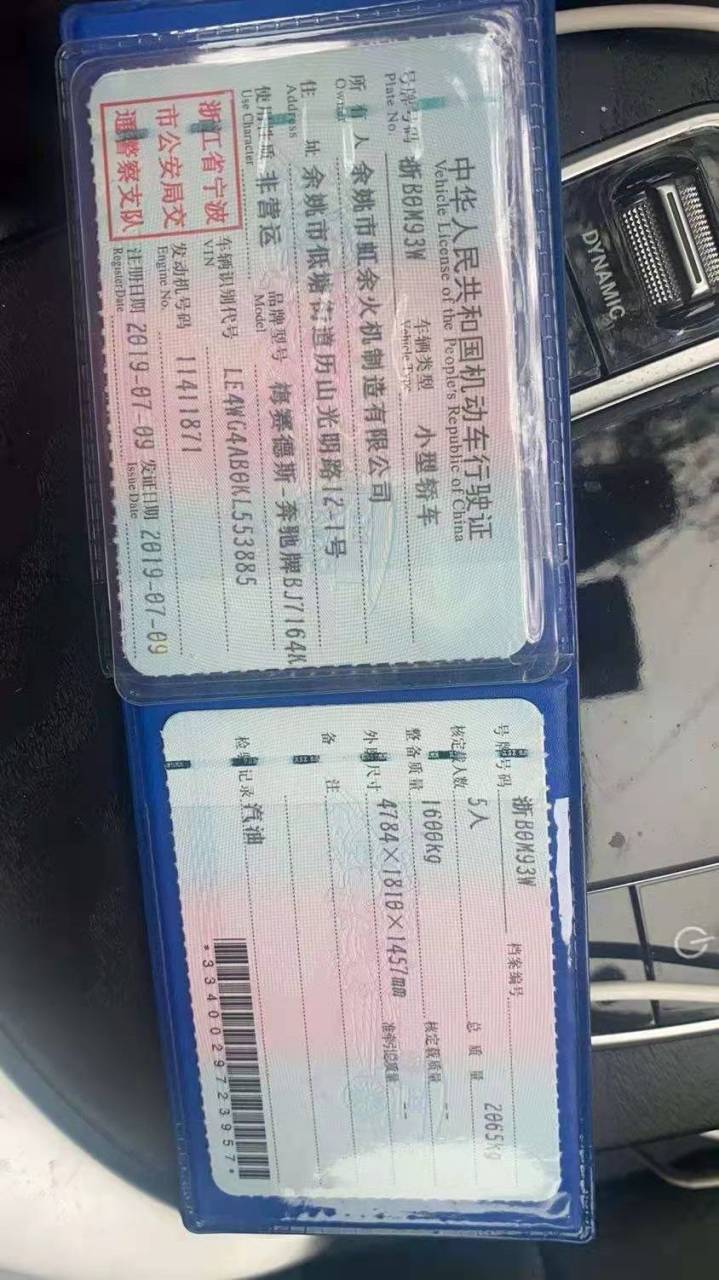 中华人民共和国机动车行驶证
Vehicle License of the People's Republic of China
号牌号码 浙B0M93W 车辆类型 小型轿车
Plate No. Vehicle Type
所有人 余姚市虹余火机制造有限公司
Owner
住址 余姚市低塘街道历山光明路12-1号
Address
使用性质 非营运 品牌型号 梅赛德斯-奔驰牌BJ7164K
Use Character Model
浙江省宁波
市公安局交
通警察支队
车辆识别代号 LE4WG4AB0KL553885
VIN
发动机号码 11411871
Engine No.
注册日期 2019-07-09 发证日期 2019-07-09
Register Date Issue Date
号牌号码 浙B0M93W 档案编号
核定载人数 5人 总质量 2065kg
整备质量 1600kg 核定载质量 --
外廓尺寸 4784×1810×1457mm 准牵引总质量 --
备注
检验记录 汽油
*3340029723957*
DYNAMIC